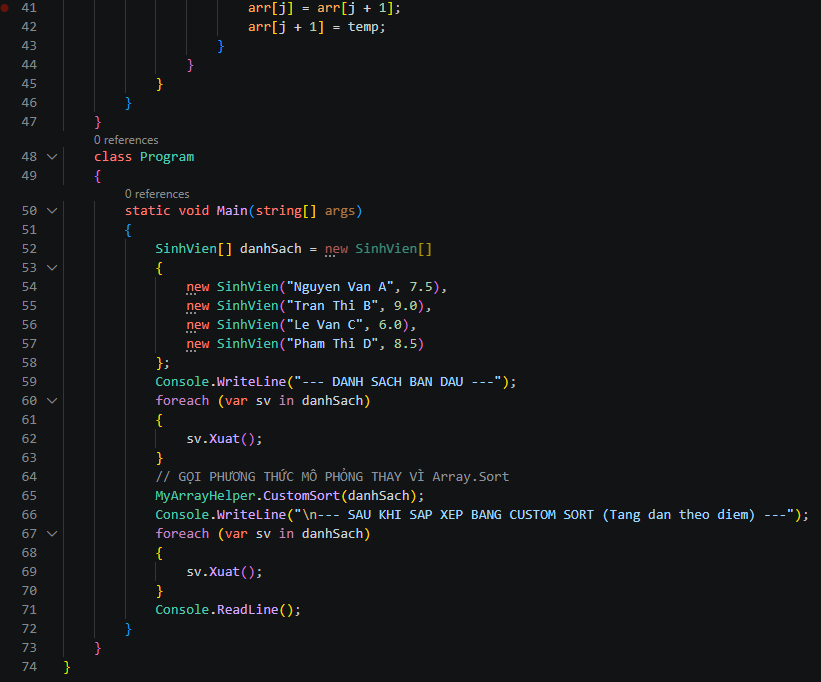 41 arr[j] = arr[j + 1];
42 arr[j + 1] = temp;
43 }
44 }
45 }
46 }
47 }
0 references
48 class Program
49 {
0 references
50 static void Main(string[] args)
51 {
52 SinhVien[] danhSach = new SinhVien[]
53 {
54 new SinhVien("Nguyen Van A", 7.5),
55 new SinhVien("Tran Thi B", 9.0),
56 new SinhVien("Le Van C", 6.0),
57 new SinhVien("Pham Thi D", 8.5)
58 };
59 Console.WriteLine("--- DANH SACH BAN DAU ---");
60 foreach (var sv in danhSach)
61 {
62 sv.Xuat();
63 }
64 // GỌI PHƯƠNG THỨC MÔ PHỎNG THAY VÌ Array.Sort
65 MyArrayHelper.CustomSort(danhSach);
66 Console.WriteLine("\n--- SAU KHI SAP XEP BANG CUSTOM SORT (Tang dan theo diem) ---");
67 foreach (var sv in danhSach)
68 {
69 sv.Xuat();
70 }
71 Console.ReadLine();
72 }
73 }
74 }